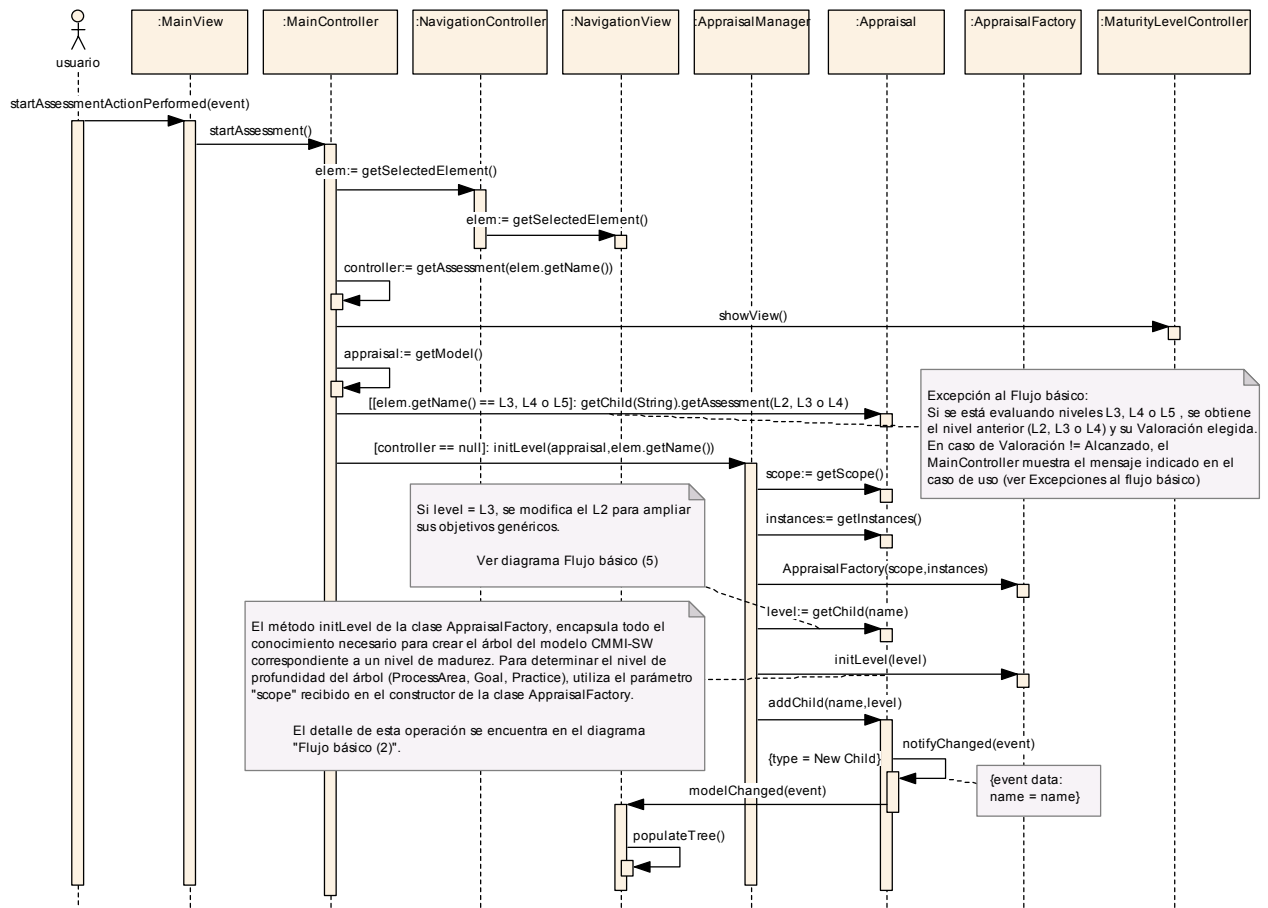 :MainView
:MainController
:NavigationController
:NavigationView
:AppraisalManager
:Appraisal
:AppraisalFactory
:MaturityLevelController
usuario
startAssessmentActionPerformed(event)
startAssessment()
elem:= getSelectedElement()
elem:= getSelectedElement()
controller:= getAssessment(elem.getName())
showView()
appraisal:= getModel()
[[elem.getName() == L3, L4 o L5]: getChild(String).getAssessment(L2, L3 o L4)
Excepción al Flujo básico:
Si se está evaluando niveles L3, L4 o L5 , se obtiene
el nivel anterior (L2, L3 o L4) y su Valoración elegida.
En caso de Valoración != Alcanzado, el
MainController muestra el mensaje indicado en el
caso de uso (ver Excepciones al flujo básico)
[controller == null]: initLevel(appraisal,elem.getName())
scope:= getScope()
Si level = L3, se modifica el L2 para ampliar
sus objetivos genéricos.
Ver diagrama Flujo básico (5)
instances:= getInstances()
AppraisalFactory(scope,instances)
level:= getChild(name)
El método initLevel de la clase AppraisalFactory, encapsula todo el
conocimiento necesario para crear el árbol del modelo CMMI-SW
correspondiente a un nivel de madurez. Para determinar el nivel de
profundidad del árbol (ProcessArea, Goal, Practice), utiliza el parámetro
"scope" recibido en el constructor de la clase AppraisalFactory.
El detalle de esta operación se encuentra en el diagrama
"Flujo básico (2)".
initLevel(level)
addChild(name,level)
notifyChanged(event)
{type = New Child}
{event data:
name = name}
modelChanged(event)
populateTree()